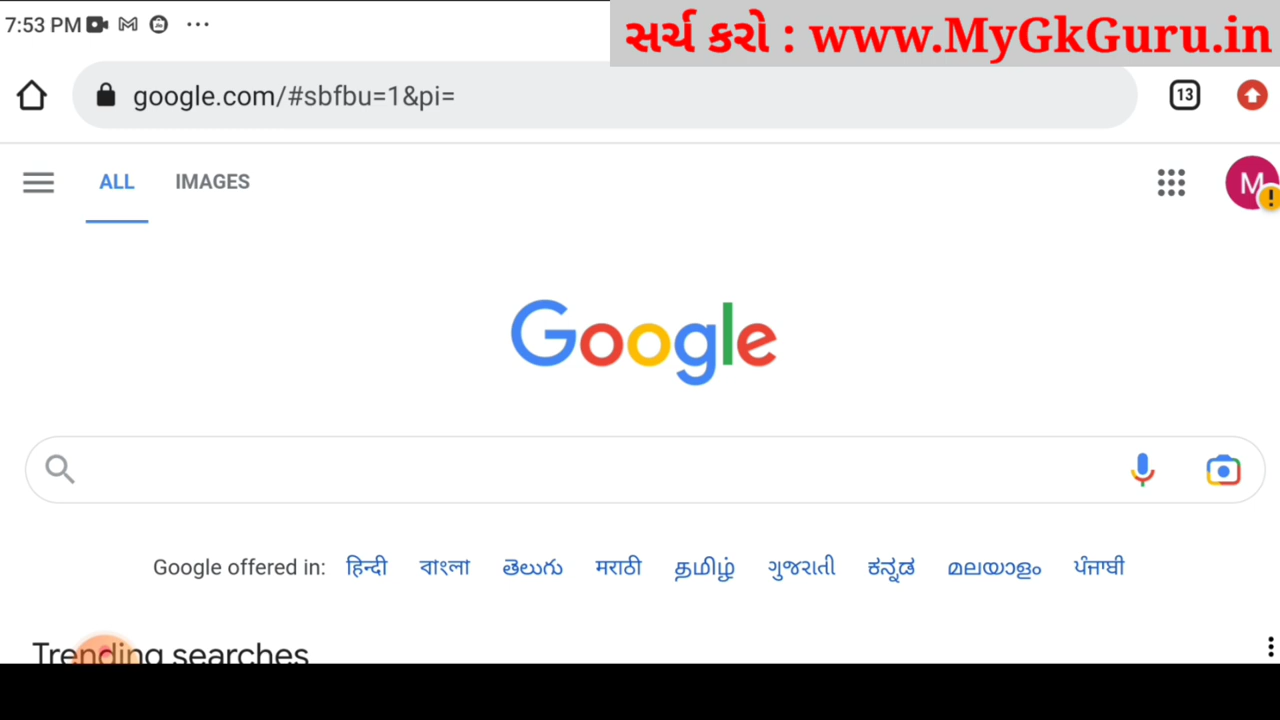 7:53 PM
સર્ચ કરો : www.MyGkGuru.in
google.com/#sbfbu=1&pi=
13
ALL IMAGES
M
Google
Google offered in: हिन्दी বাংলা తెలుగు मराठी தமிழ் ગુજરાતી ಕನ್ನಡ മലയാളം ਪੰਜਾਬੀ
Trending searches